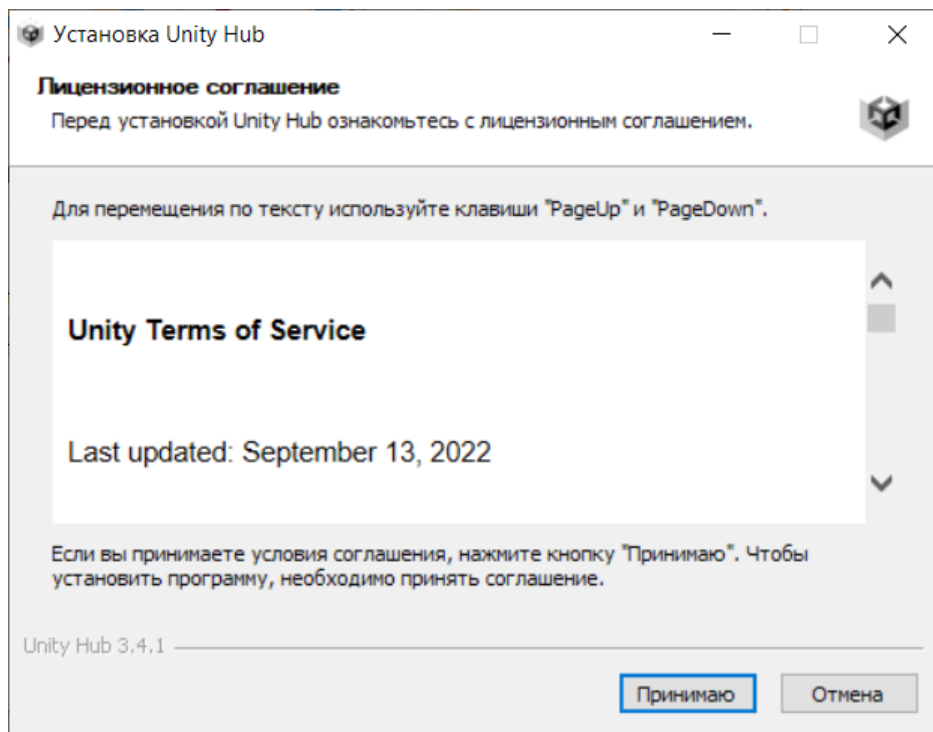 Установка Unity Hub
Лицензионное соглашение
Перед установкой Unity Hub ознакомьтесь с лицензионным соглашением.
Для перемещения по тексту используйте клавиши "PageUp" и "PageDown".
Unity Terms of Service
Last updated: September 13, 2022
Если вы принимаете условия соглашения, нажмите кнопку "Принимаю". Чтобы
установить программу, необходимо принять соглашение.
Unity Hub 3.4.1
Принимаю Отмена